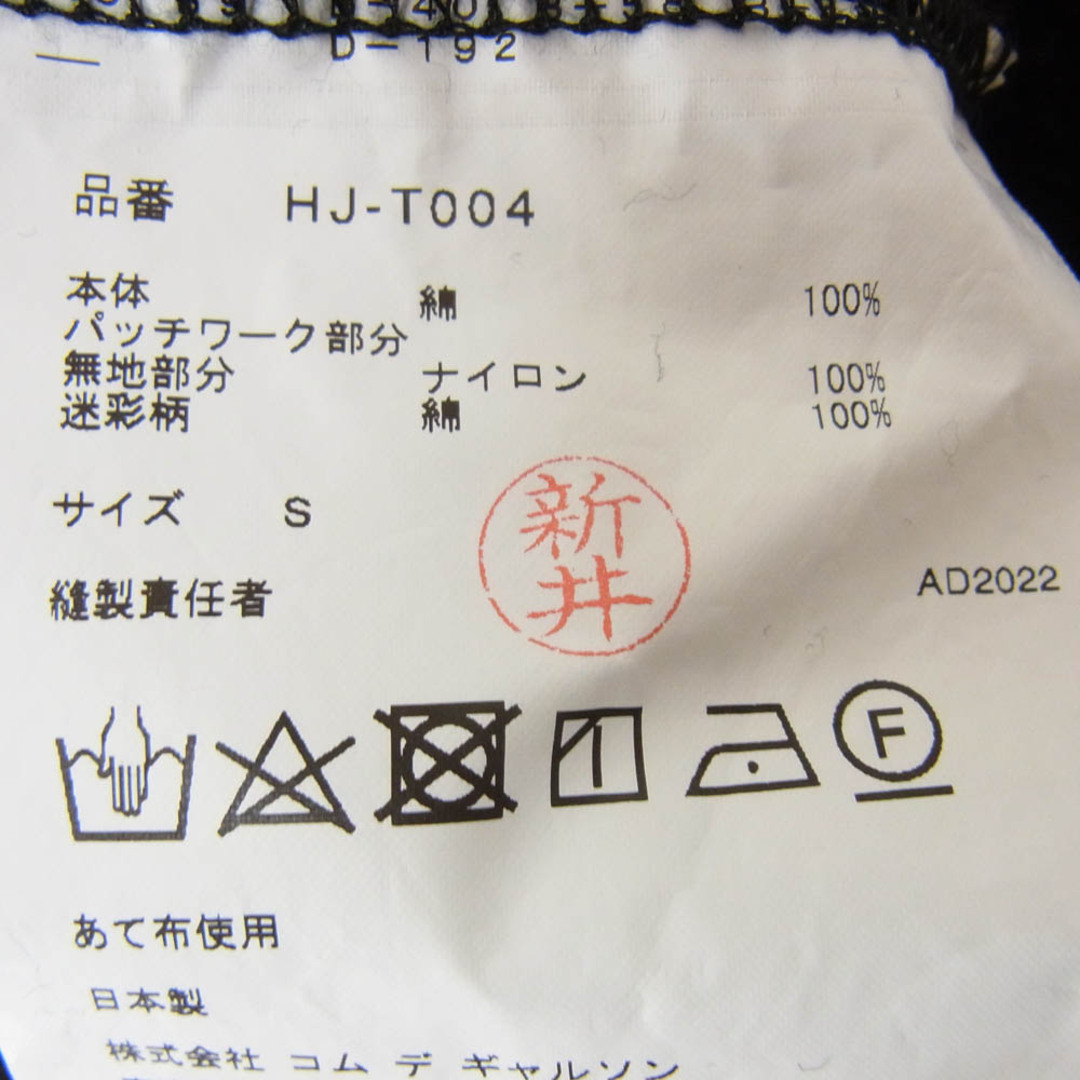 D-192
品番 HJ-T004
本体 綿 100%
パッチワーク部分
無地部分 ナイロン 100%
迷彩柄 綿 100%
サイズ S
新井
縫製責任者
AD2022
F
あて布使用
日本製
株式会社 コム デ ギャルソン